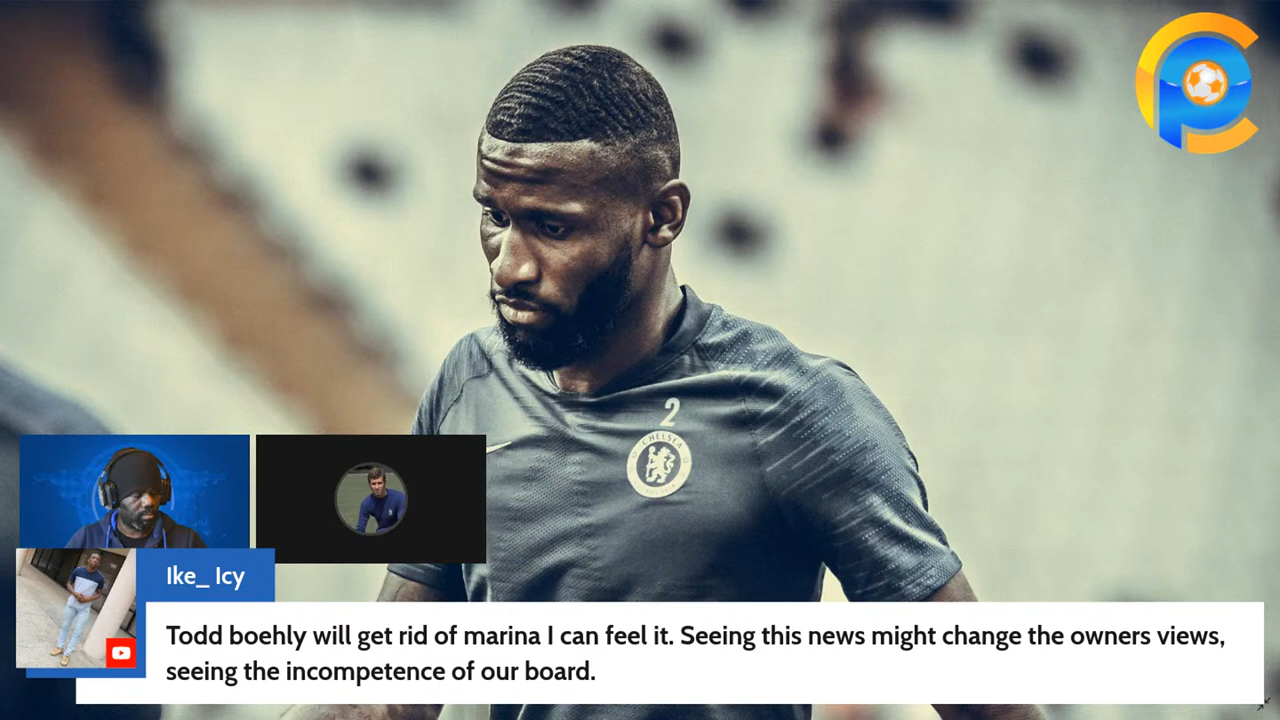 2
CHELSEA
Ike_ Icy
Todd boehly will get rid of marina I can feel it. Seeing this news might change the owners views,
seeing the incompetence of our board.